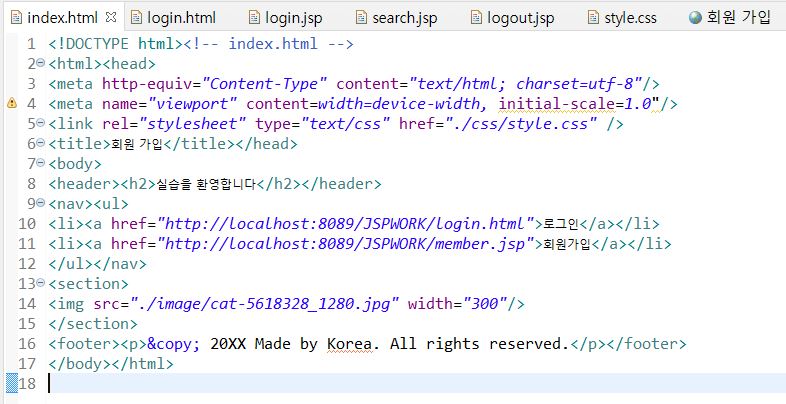 index.html login.html login.jsp search.jsp logout.jsp style.css 회원 가입
1 <!DOCTYPE html><!-- index.html -->
2 <html><head>
3 <meta http-equiv="Content-Type" content="text/html; charset=utf-8"/>
4 <meta name="viewport" content=width=device-width, initial-scale=1.0"/>
5 <link rel="stylesheet" type="text/css" href="./css/style.css" />
6 <title>회원 가입</title></head>
7 <body>
8 <header><h2>실습을 환영합니다</h2></header>
9 <nav><ul>
10 <li><a href="http://localhost:8089/JSPWORK/login.html">로그인</a></li>
11 <li><a href="http://localhost:8089/JSPWORK/member.jsp">회원가입</a></li>
12 </ul></nav>
13 <section>
14 <img src="./image/cat-5618328_1280.jpg" width="300"/>
15 </section>
16 <footer><p>&copy; 20XX Made by Korea. All rights reserved.</p></footer>
17 </body></html>
18